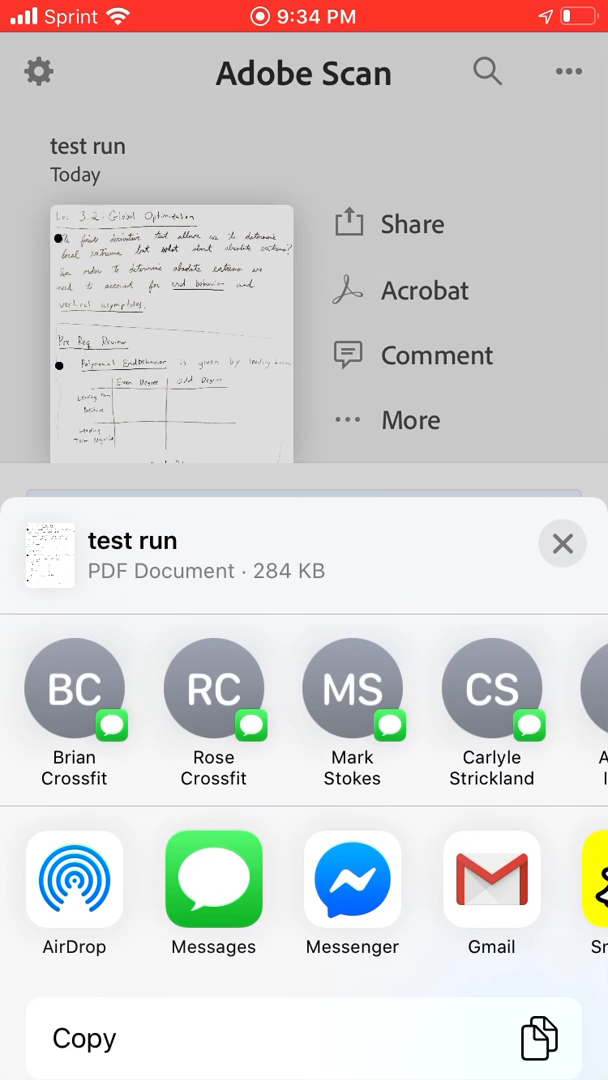 Sprint 9:34 PM
Adobe Scan
test run
Today
Lv. 3.2: Global Optimization
first derivative test allows us to determine
local extrema but what about absolute extrema?
In order to determine absolute extrema we
need to account for end behavior and
vertical asymptotes.
Pre Req Review
Polynomial Endbehavior is given by leading
Even Degree Odd Degree
Leading Term
Positive
Leading
Term Negative
Share
Acrobat
Comment
More
test run
PDF Document · 284 KB
BC RC MS CS
Brian Rose Mark Carlyle
Crossfit Crossfit Stokes Strickland
AirDrop Messages Messenger Gmail
Copy